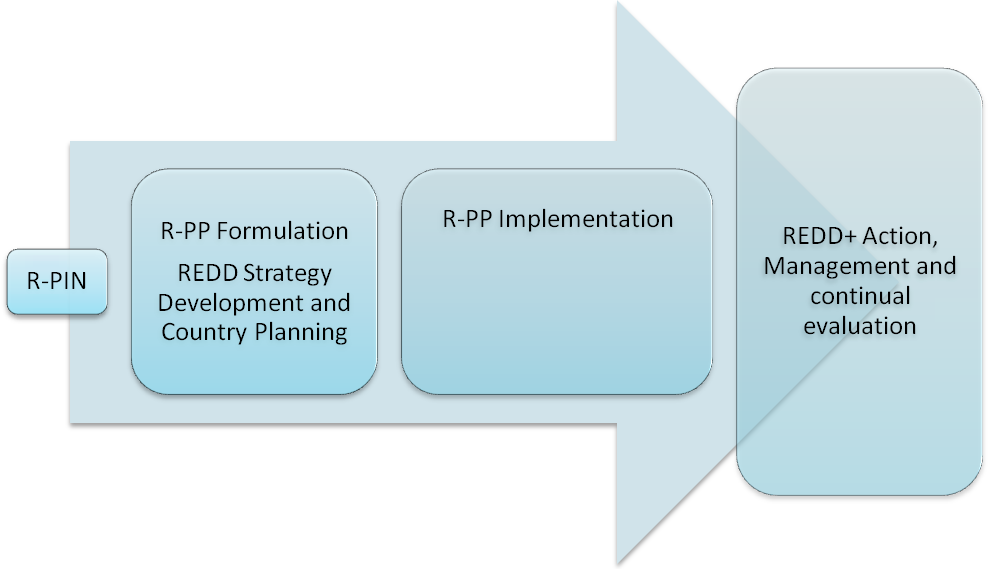 R-PIN
R-PP Formulation
REDD Strategy
Development and
Country Planning
R-PP Implementation
REDD+ Action,
Management and
continual
evaluation